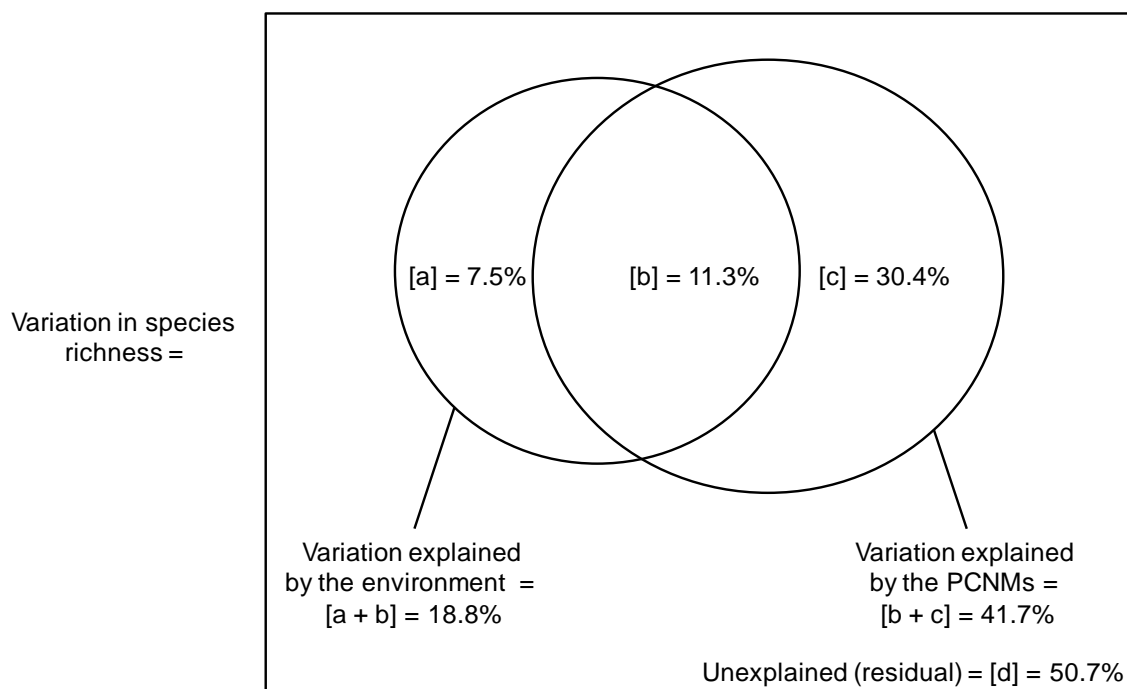 [a] = 7.5%
[b] = 11.3%
[c] = 30.4%
Variation in species
richness =
Variation explained
by the environment =
[a + b] = 18.8%
Variation explained
by the PCNMs =
[b + c] = 41.7%
Unexplained (residual) = [d] = 50.7%